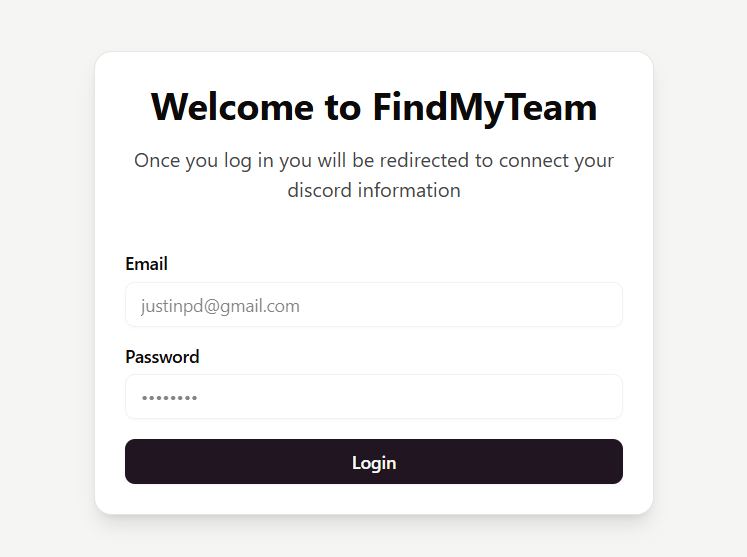 Welcome to FindMyTeam
Once you log in you will be redirected to connect your
discord information
Email
justinpd@gmail.com
Password
••••••••
Login